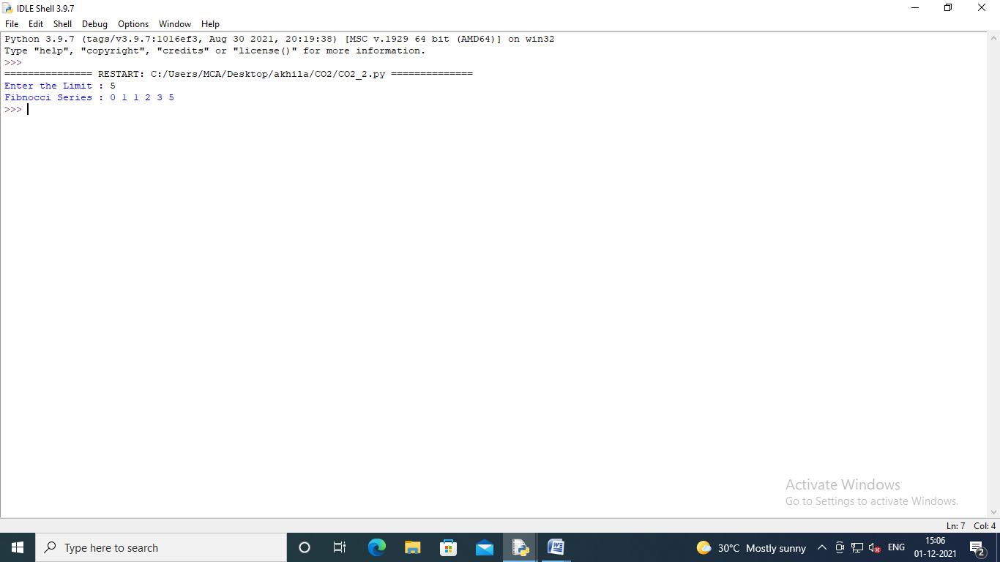 IDLE Shell 3.9.7
File Edit Shell Debug Options Window Help
Python 3.9.7 (tags/v3.9.7:1016ef3, Aug 30 2021, 20:19:38) [MSC v.1929 64 bit (AMD64)] on win32
Type "help", "copyright", "credits" or "license()" for more information.
>>>
=============== RESTART: C:/Users/MCA/Desktop/akhila/CO2/CO2_2.py ==============
Enter the Limit : 5
Fibnocci Series : 0 1 1 2 3 5
>>>
Activate Windows
Go to Settings to activate Windows.
Ln: 7 Col: 4
Type here to search
30°C Mostly sunny
ENG
15:06
01-12-2021
2